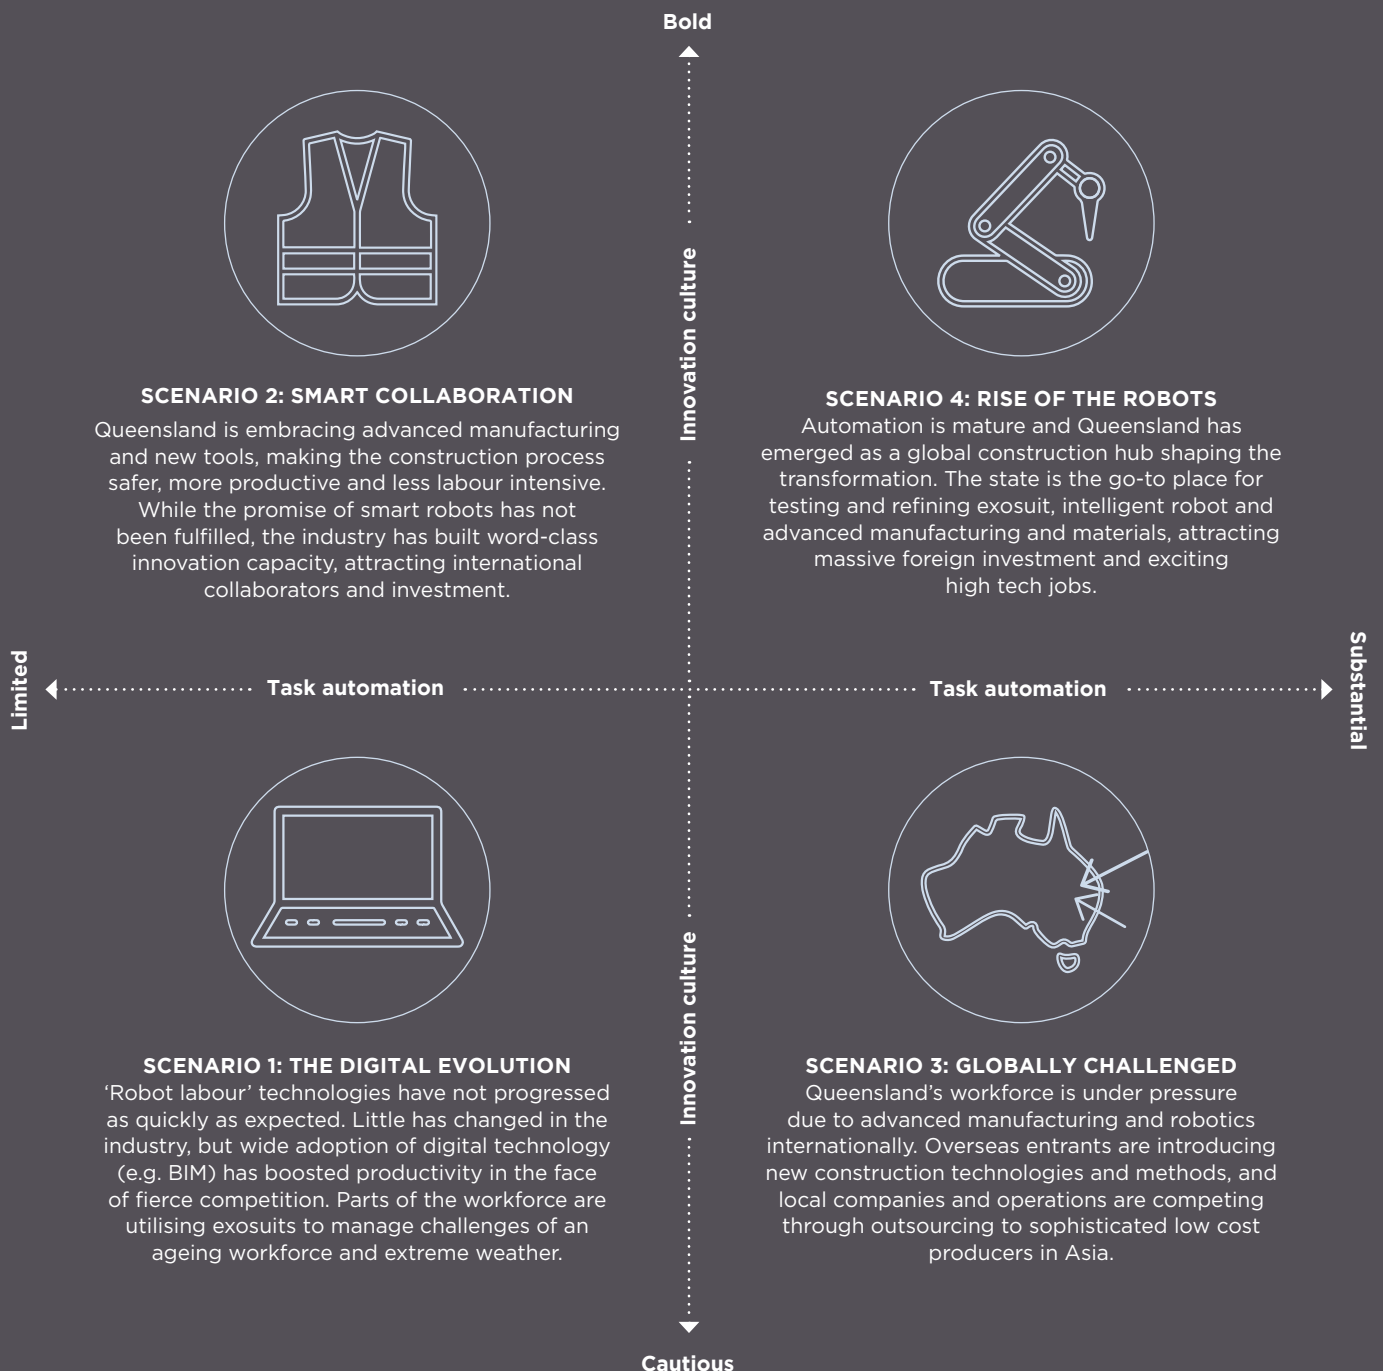 Bold
Innovation culture
SCENARIO 2: SMART COLLABORATION
Queensland is embracing advanced manufacturing
and new tools, making the construction process
safer, more productive and less labour intensive.
While the promise of smart robots has not
been fulfilled, the industry has built word-class
innovation capacity, attracting international
collaborators and investment.
SCENARIO 4: RISE OF THE ROBOTS
Automation is mature and Queensland has
emerged as a global construction hub shaping the
transformation. The state is the go-to place for
testing and refining exosuit, intelligent robot and
advanced manufacturing and materials, attracting
massive foreign investment and exciting
high tech jobs.
Limited
Task automation
Task automation
Substantial
Innovation culture
SCENARIO 1: THE DIGITAL EVOLUTION
‘Robot labour’ technologies have not progressed
as quickly as expected. Little has changed in the
industry, but wide adoption of digital technology
(e.g. BIM) has boosted productivity in the face
of fierce competition. Parts of the workforce are
utilising exosuits to manage challenges of an
ageing workforce and extreme weather.
SCENARIO 3: GLOBALLY CHALLENGED
Queensland’s workforce is under pressure
due to advanced manufacturing and robotics
internationally. Overseas entrants are introducing
new construction technologies and methods, and
local companies and operations are competing
through outsourcing to sophisticated low cost
producers in Asia.
Cautious